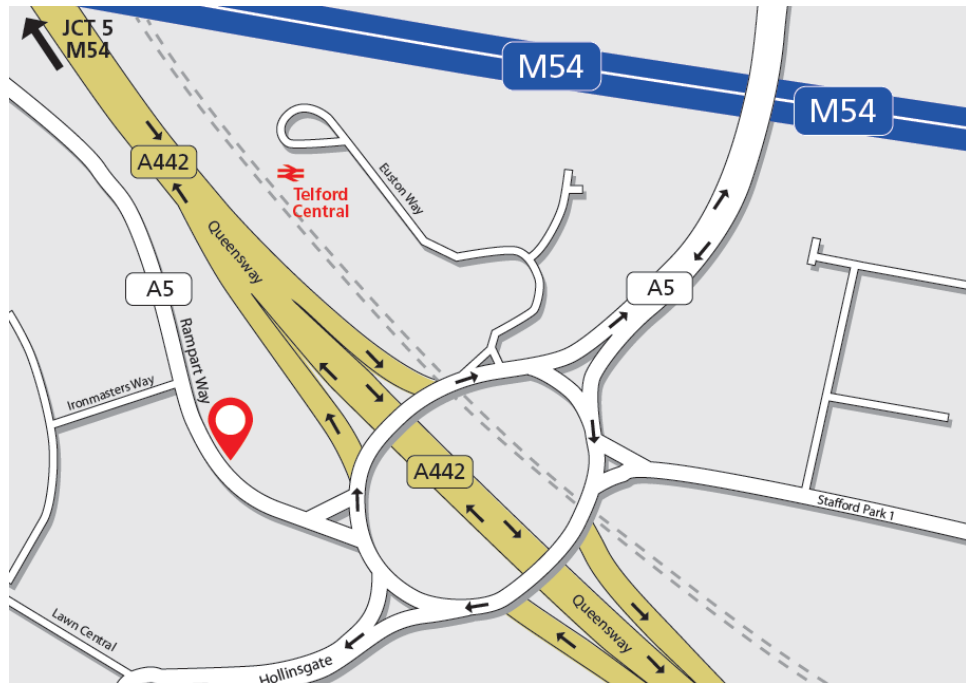 JCT 5
M54
M54
M54
A442
Telford
Central
Euston Way
Queensway
A5
A5
Rampart Way
Ironmasters Way
A442
Stafford Park 1
Queensway
Lawn Central
Hollinsgate